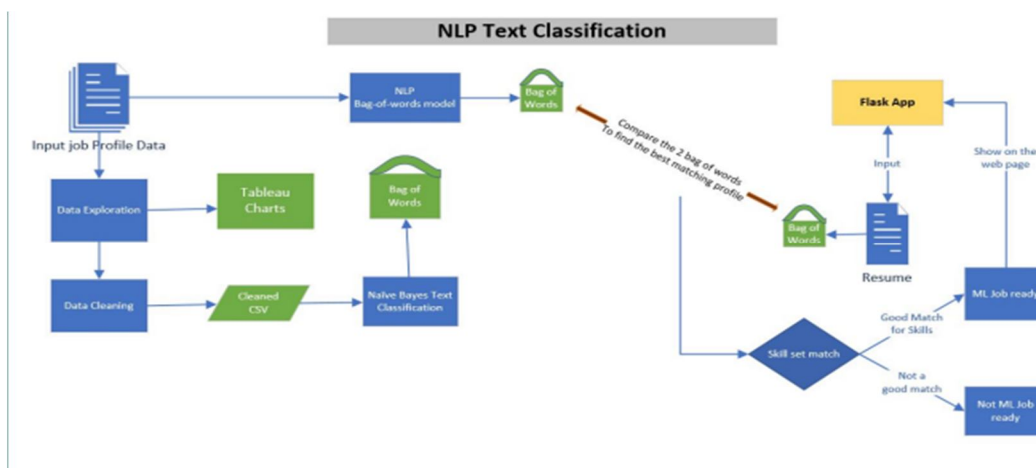 NLP Text Classification
NLP
Bag-of-words model
Bag of
Words
Input job Profile Data
Compare the 2 bag of words
To find the best matching profile
Flask App
Input
Show on the
web page
Data Exploration
Tableau
Charts
Bag of
Words
Bag of
Words
Resume
Data Cleaning
Cleaned
CSV
Naïve Bayes Text
Classification
ML Job ready
Good Match
for Skills
Skill set match
Not a
good match
Not ML Job
ready